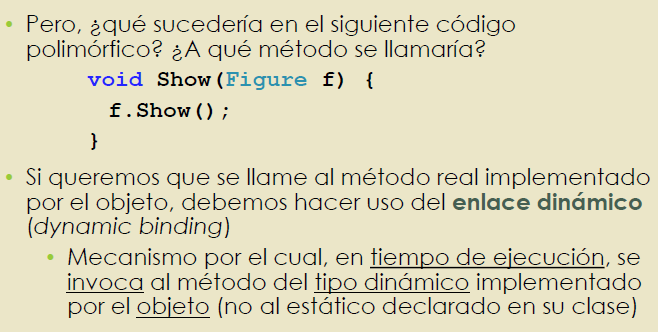 • Pero, ¿qué sucedería en el siguiente código
polimórfico? ¿A qué método se llamaría?
void Show(Figure f) {
f.Show();
}
• Si queremos que se llame al método real implementado
por el objeto, debemos hacer uso del enlace dinámico
(dynamic binding)
• Mecanismo por el cual, en tiempo de ejecución, se
invoca al método del tipo dinámico implementado
por el objeto (no al estático declarado en su clase)